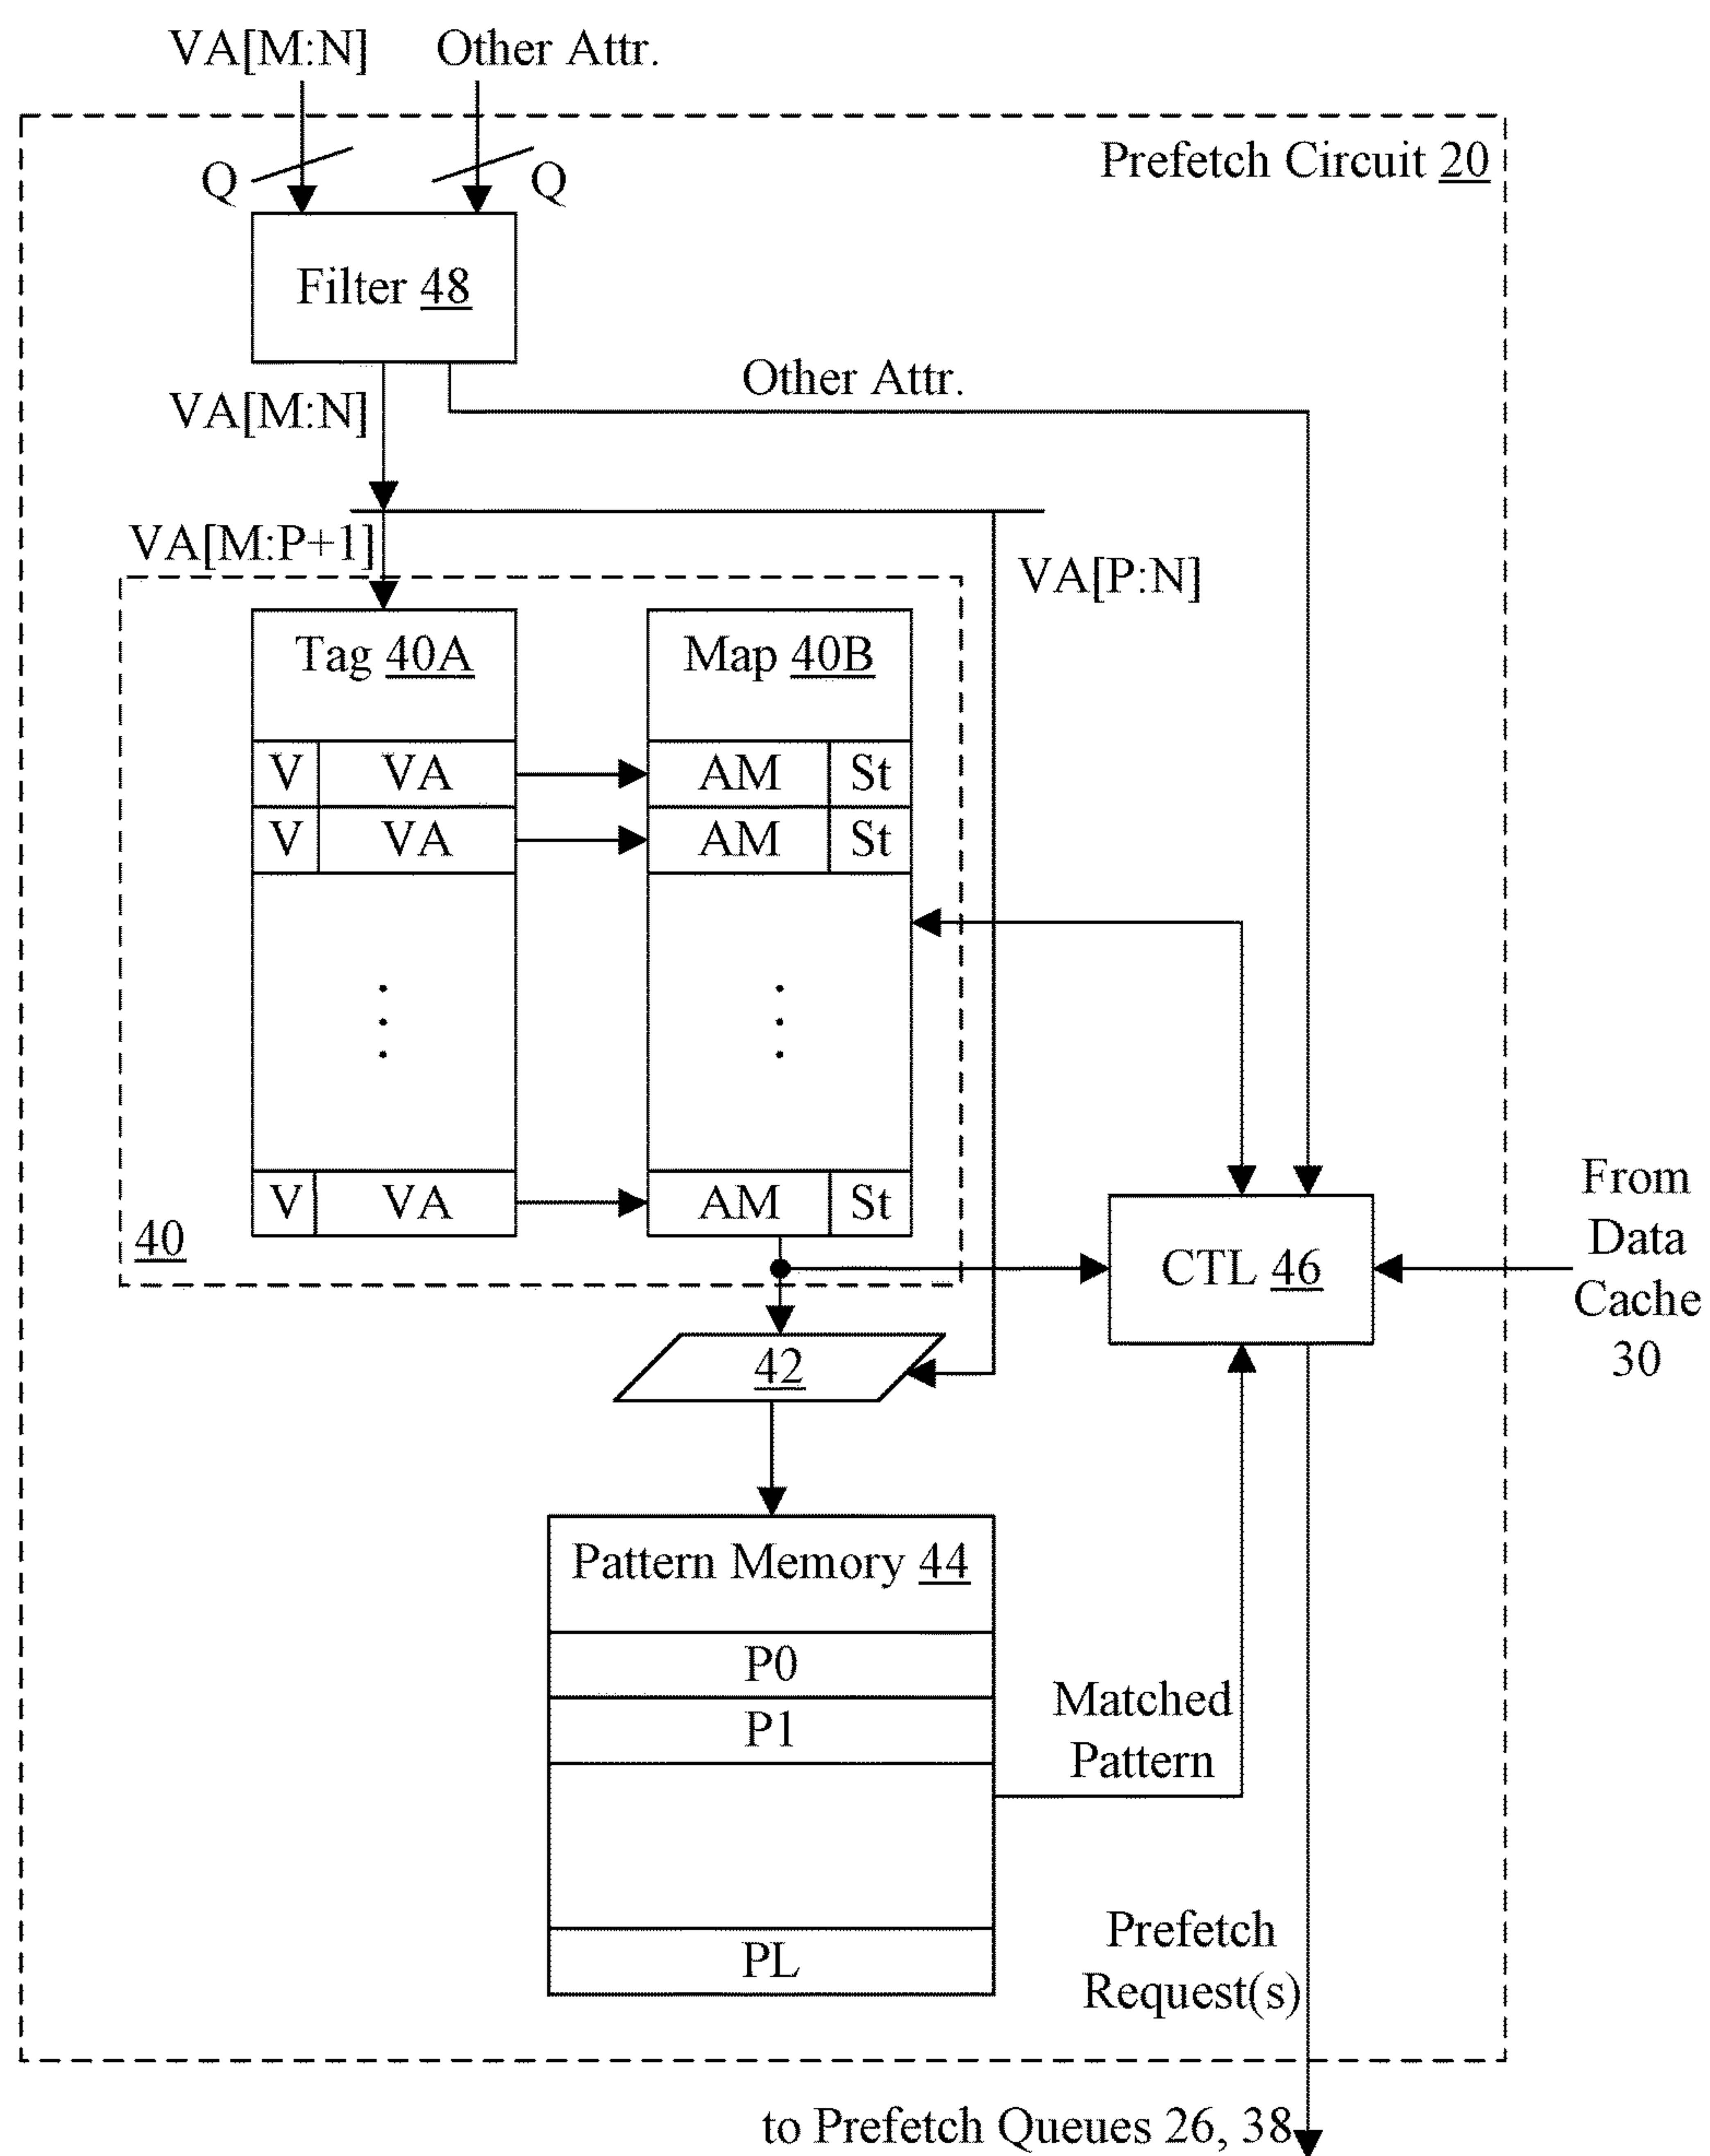 VA[M:N] Other Attr.
Prefetch Circuit 20
Q Q
Filter 48
Other Attr.
VA[M:N]
VA[M:P+1]
VA[P:N]
Tag 40A Map 40B
V VA AM St
V VA AM St
V VA AM St
40
From
Data
Cache
30
CTL 46
42
Pattern Memory 44
P0
P1
PL
Matched
Pattern
Prefetch
Request(s)
to Prefetch Queues 26, 38